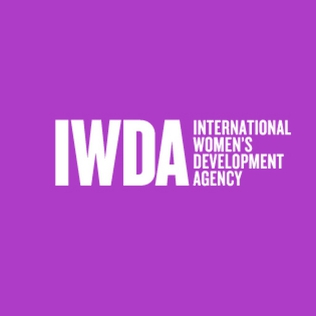 IWDA
INTERNATIONAL
WOMEN'S
DEVELOPMENT
AGENCY